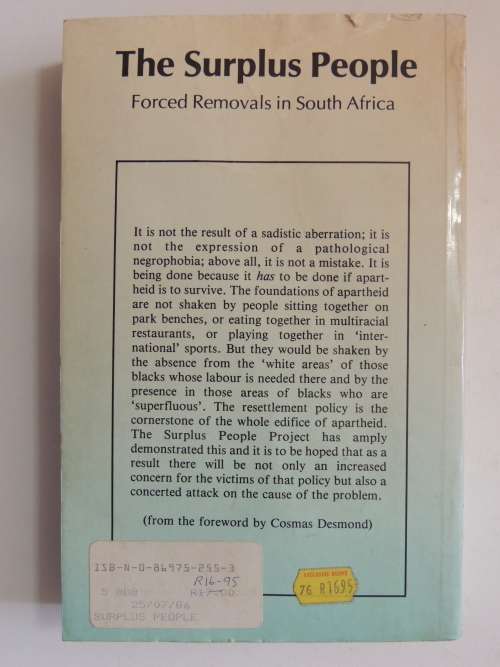 The Surplus People
Forced Removals in South Africa
It is not the result of a sadistic aberration; it is
not the expression of a pathological
negrophobia; above all, it is not a mistake. It is
being done because it has to be done if apart-
heid is to survive. The foundations of apartheid
are not shaken by people sitting together on
park benches, or eating together in multiracial
restaurants, or playing together in ‘inter-
national’ sports. But they would be shaken by
the absence from the ‘white areas’ of those
blacks whose labour is needed there and by the
presence in those areas of blacks who are
‘superfluous’. The resettlement policy is the
cornerstone of the whole edifice of apartheid.
The Surplus People Project has amply
demonstrated this and it is to be hoped that as a
result there will be not only an increased
concern for the victims of that policy but also a
concerted attack on the cause of the problem.
(from the foreword by Cosmas Desmond)
ISB-N-0-86975-255-3
R16-95
R17.00
25/07/86
SURPLUS PEOPLE
EXCLUSIVE BOOKS
76 R1695